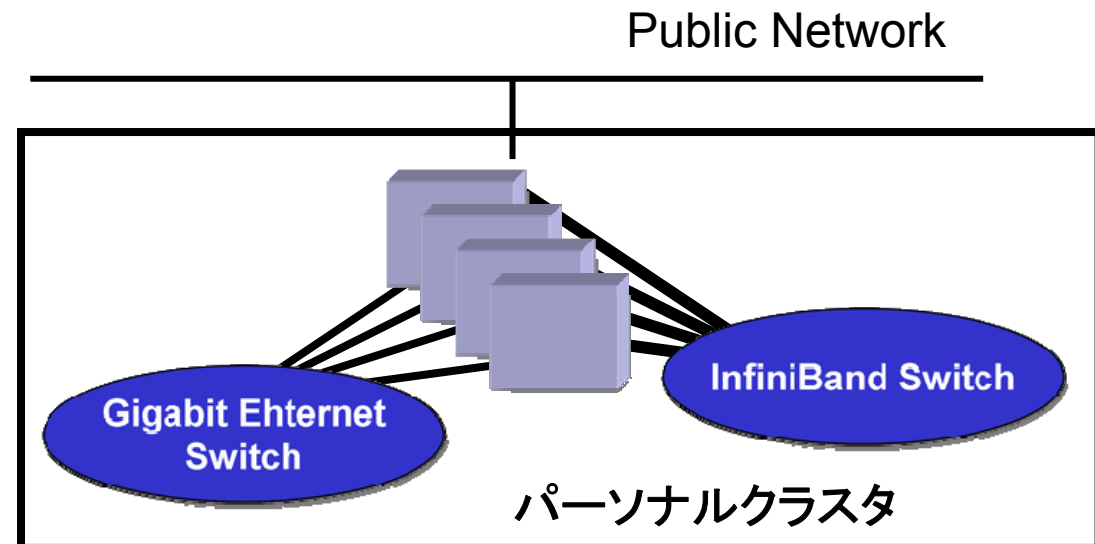 Public Network
InfiniBand Switch
Gigabit Ehternet
Switch
パーソナルクラスタ